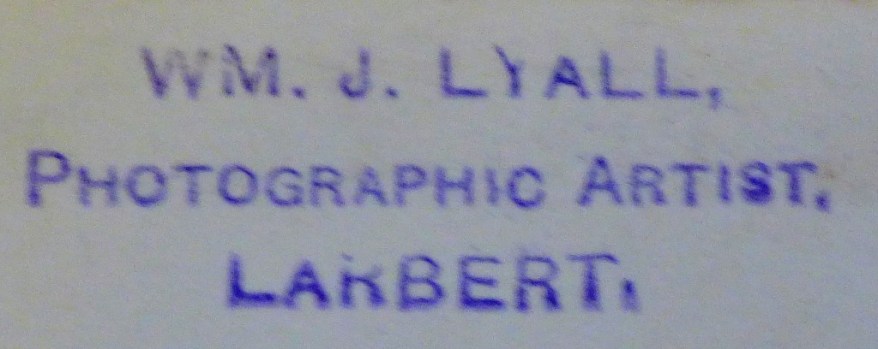 WM. J. LYALL,
PHOTOGRAPHIC ARTIST.
LARBERT.